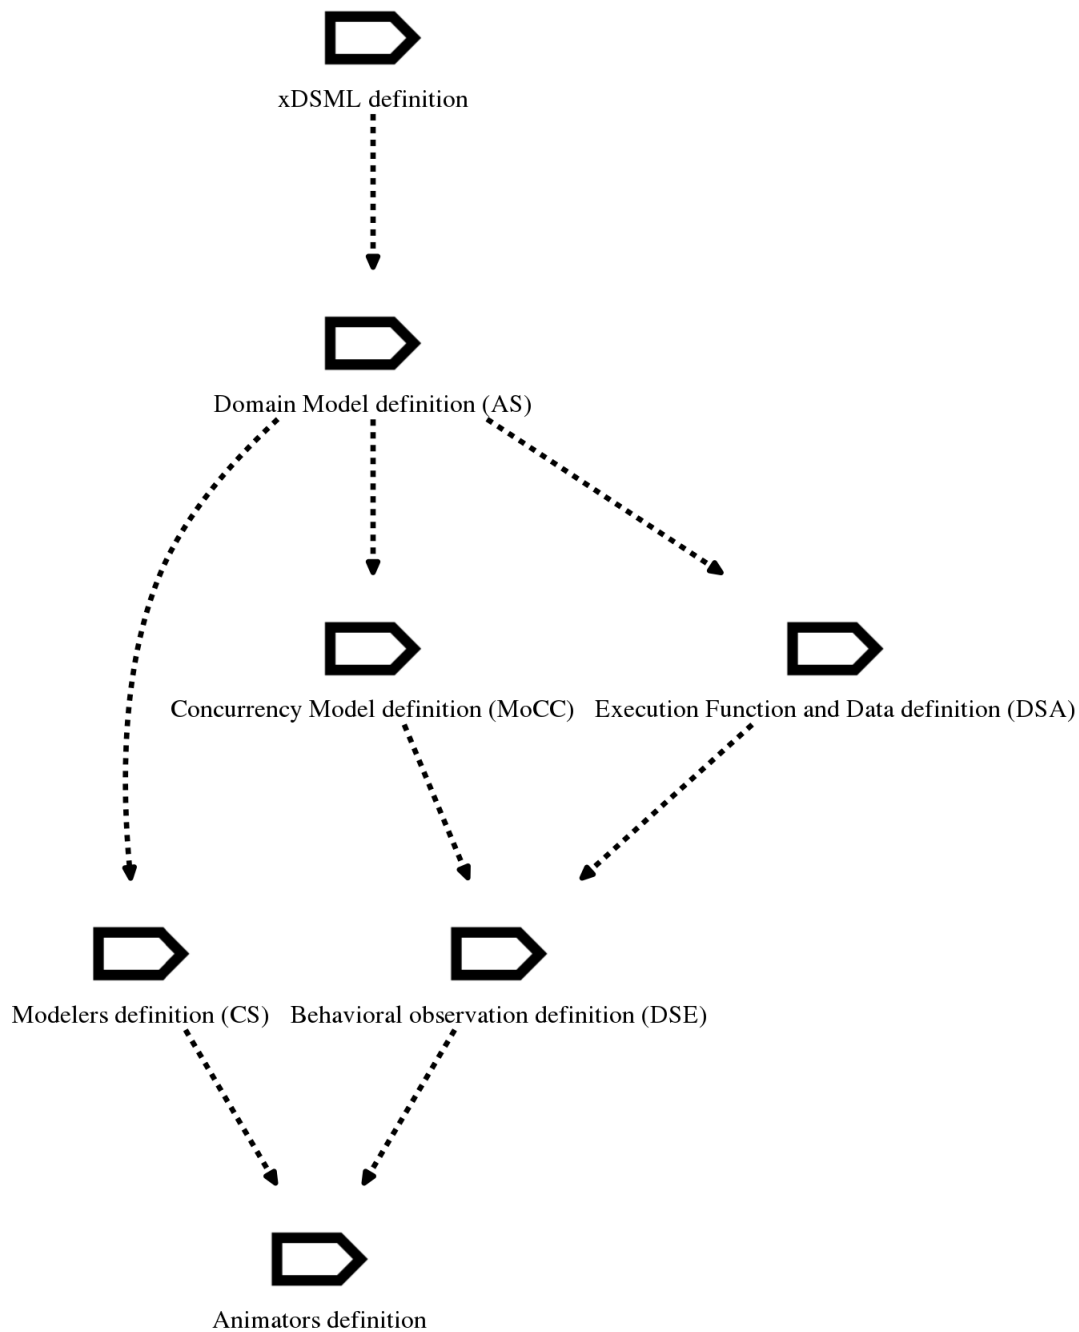 xDSML definition
Domain Model definition (AS)
Concurrency Model definition (MoCC)
Execution Function and Data definition (DSA)
Modelers definition (CS)
Behavioral observation definition (DSE)
Animators definition